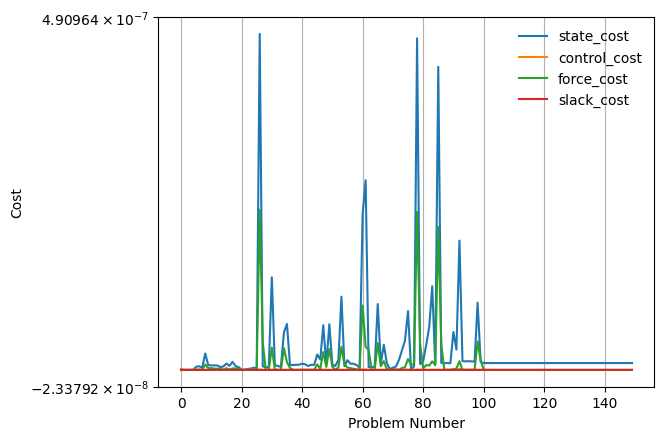 4.90964 × 10⁻⁷
Cost
−2.33792 × 10⁻⁸
state_cost
control_cost
force_cost
slack_cost
0 20 40 60 80 100 120 140
Problem Number